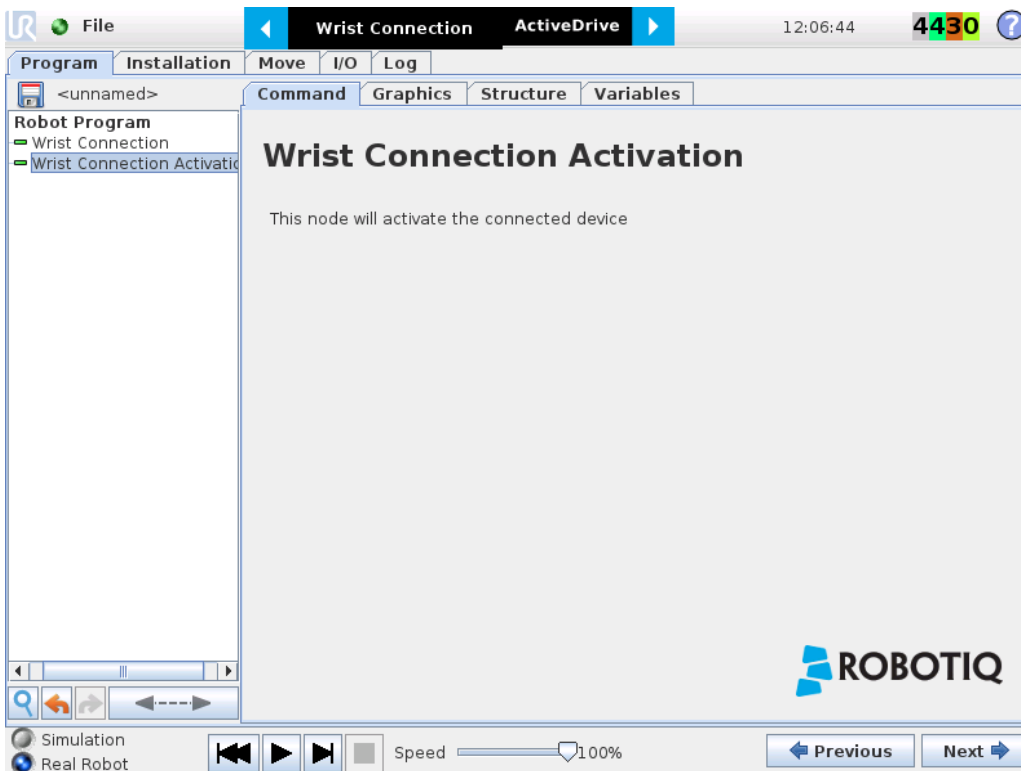 UR File Wrist Connection ActiveDrive 12:06:44 4430 ?
Program Installation Move I/O Log
<unnamed> Command Graphics Structure Variables
Robot Program
Wrist Connection
Wrist Connection Activatio
Wrist Connection Activation
This node will activate the connected device
ROBOTIQ
Simulation
Real Robot
Speed 100% Previous Next